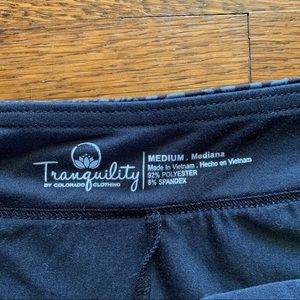 Tranquility
BY COLORADO CLOTHING
MEDIUM . Mediana
Made in Vietnam . Hecho en Vietnam
92% POLYESTER
8% SPANDEX